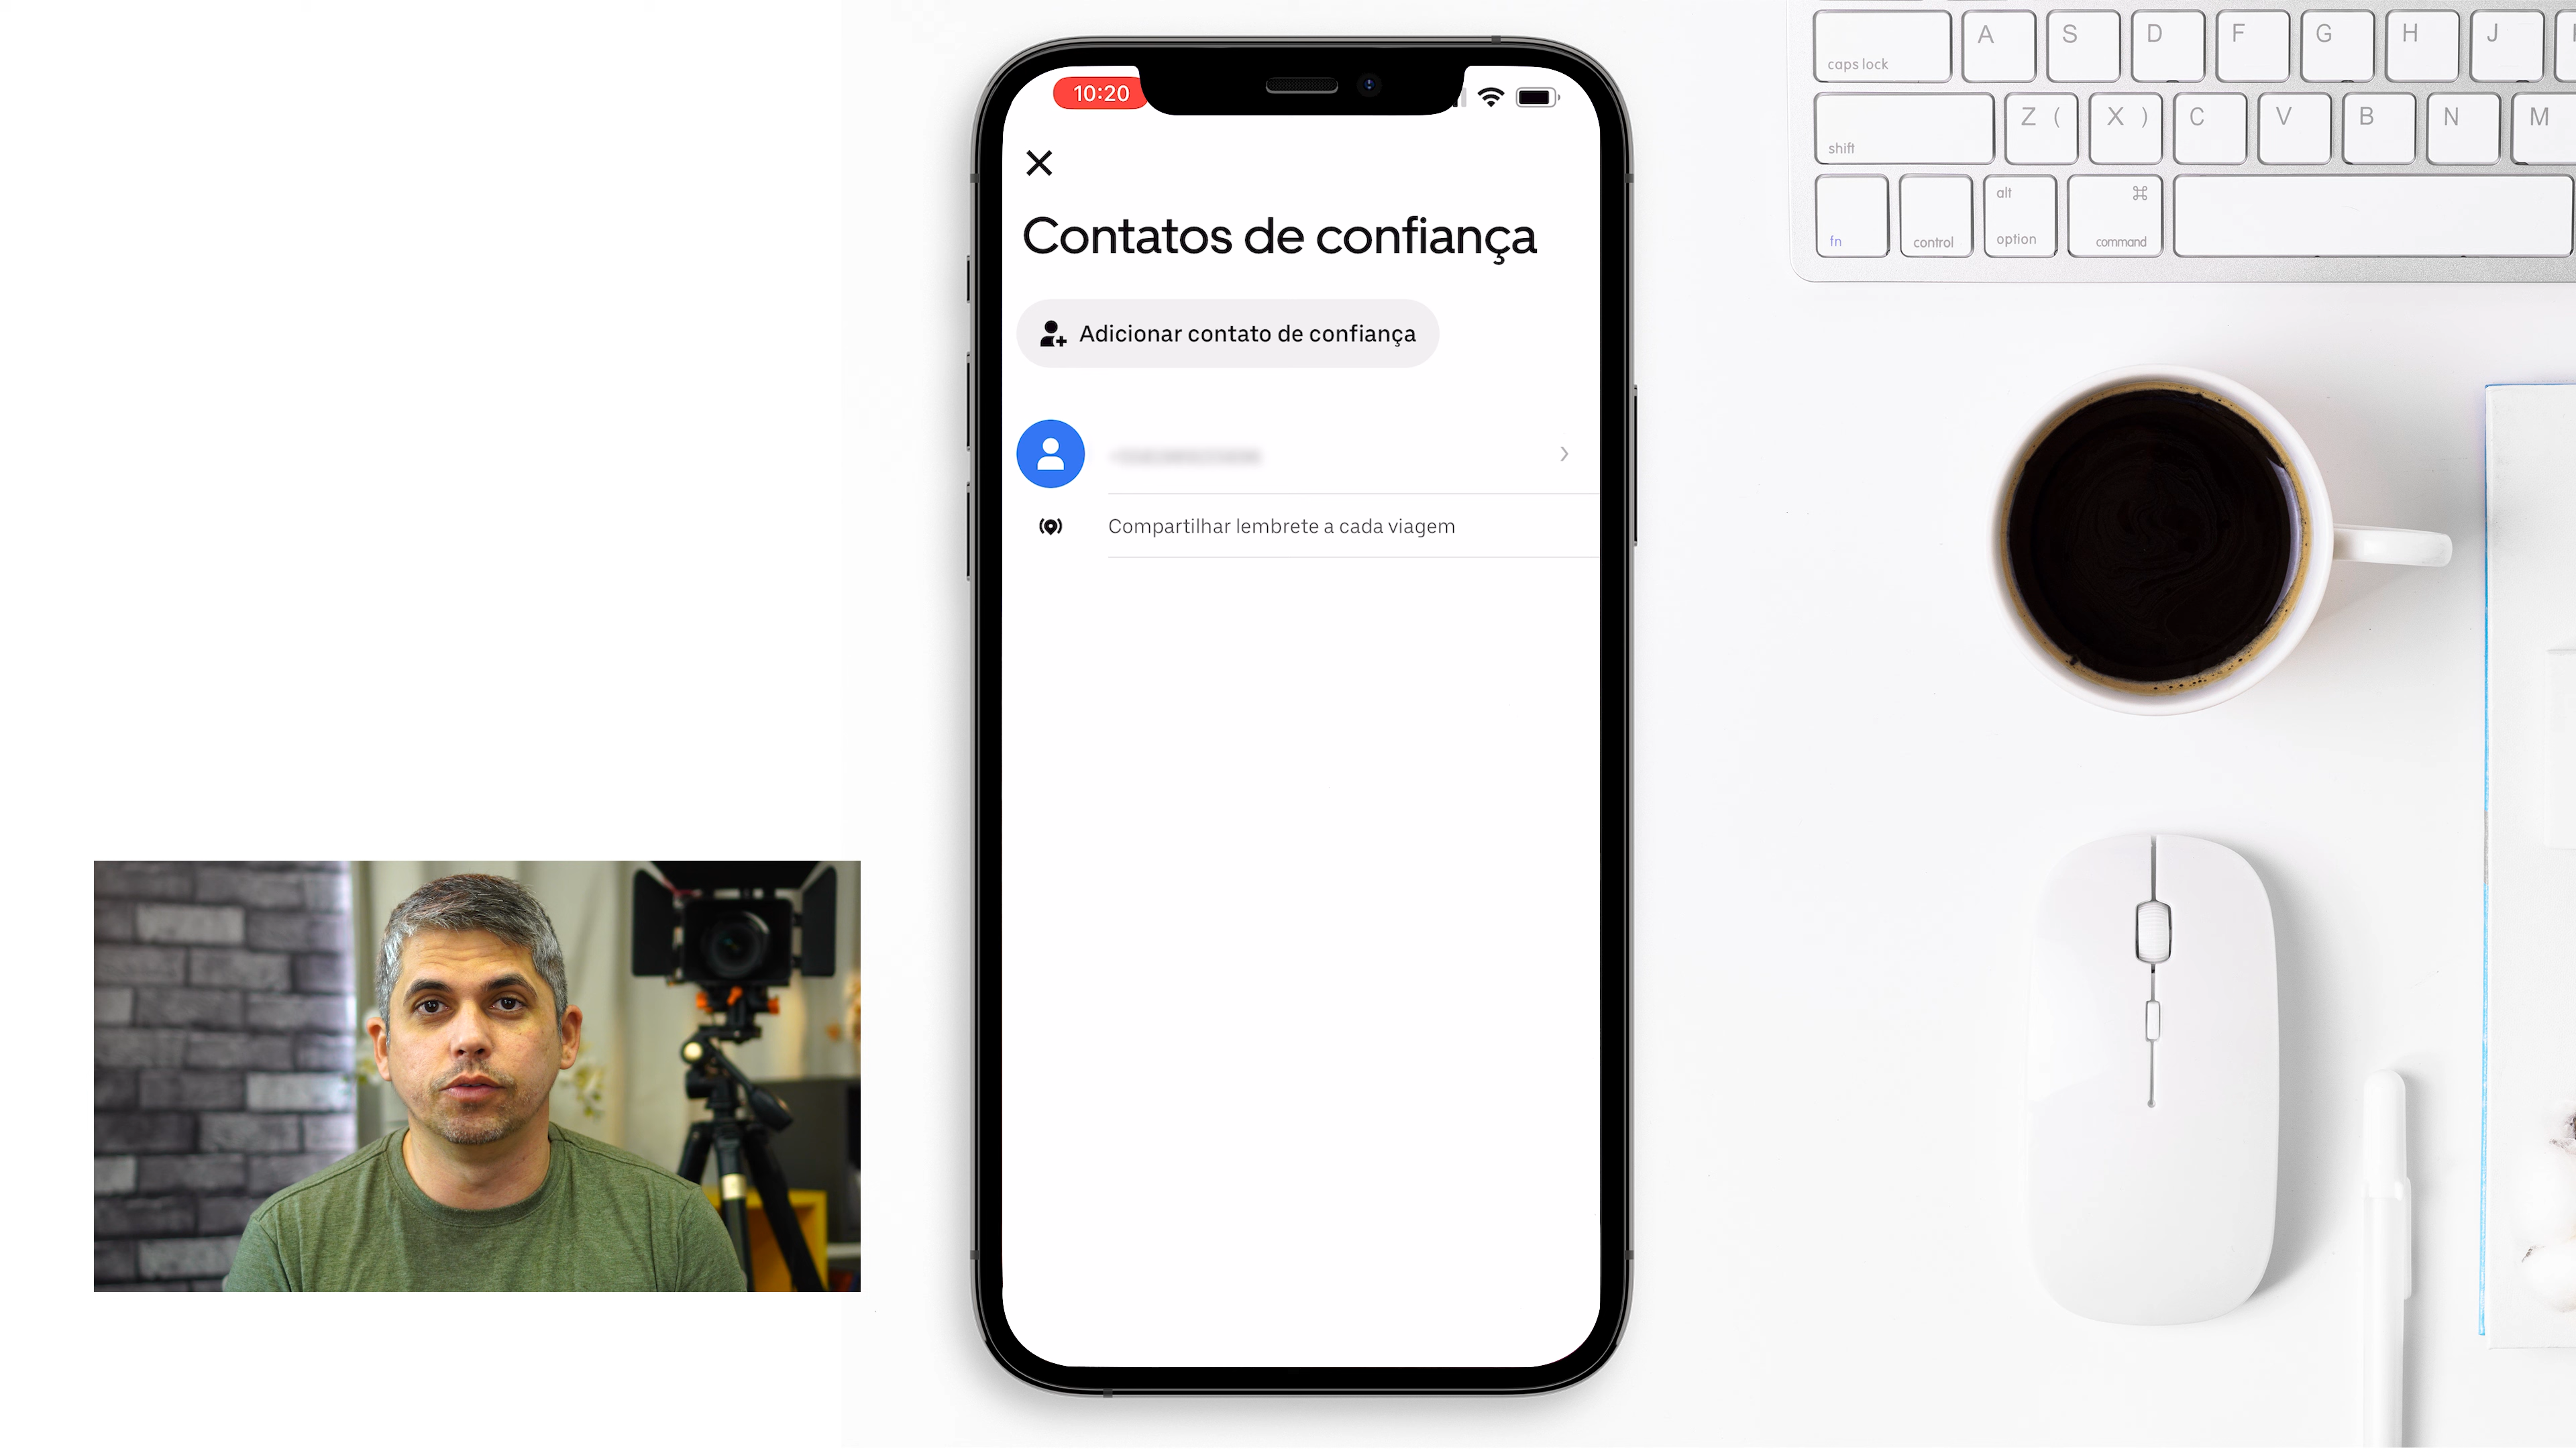 10:20
Contatos de confiança
Adicionar contato de confiança
Compartilhar lembrete a cada viagem
caps lock
A
S
D
F
G
H
J
shift
Z (
X )
C
V
B
N
M
fn
control
alt
option
⌘
command